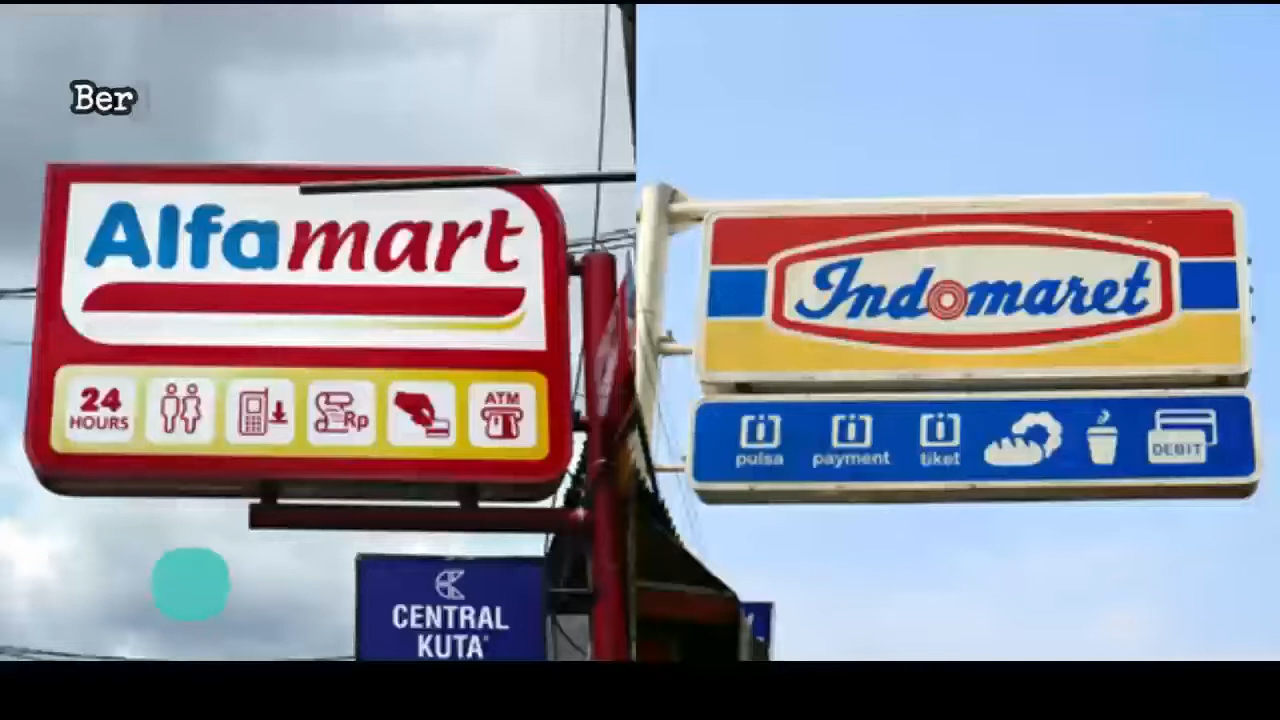 Ber
Alfamart
24
HOURS
Rp
ATM
CENTRAL
KUTA
Indomaret
pulsa
payment
tiket
DEBIT